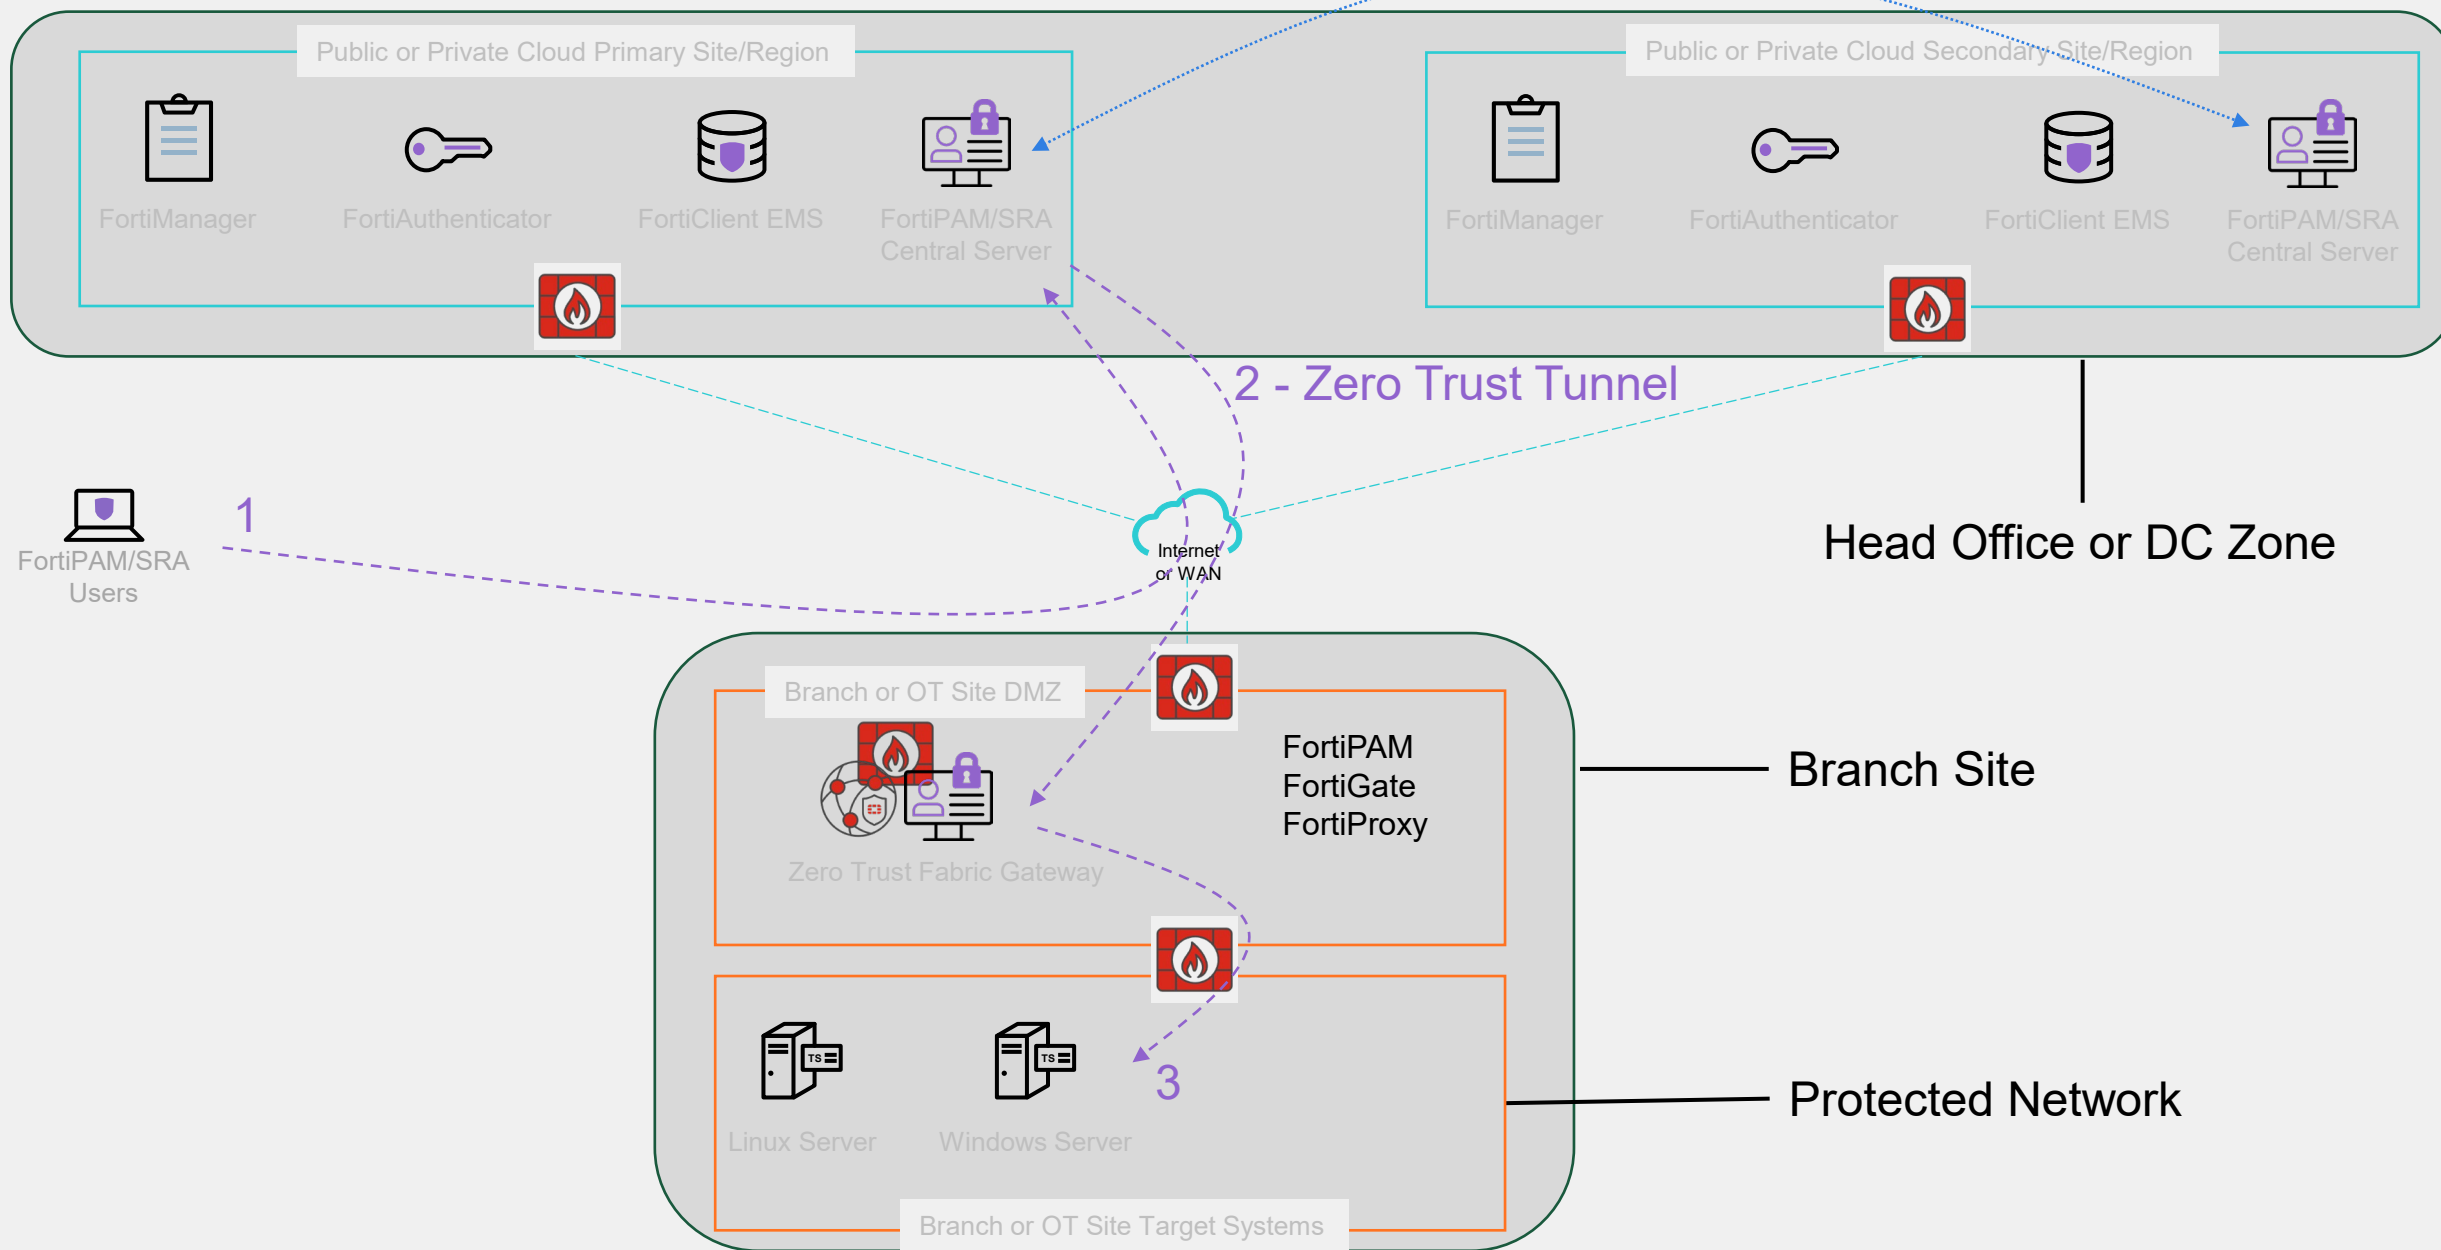 Public or Private Cloud Primary Site/Region
Public or Private Cloud Secondary Site/Region
FortiManager
FortiAuthenticator
FortiClient EMS
FortiPAM/SRA
Central Server
FortiManager
FortiAuthenticator
FortiClient EMS
FortiPAM/SRA
Central Server
2 - Zero Trust Tunnel
1
FortiPAM/SRA
Users
Internet
or WAN
Head Office or DC Zone
Branch or OT Site DMZ
FortiPAM
FortiGate
FortiProxy
Branch Site
Zero Trust Fabric Gateway
TS
TS
3
Protected Network
Linux Server
Windows Server
Branch or OT Site Target Systems